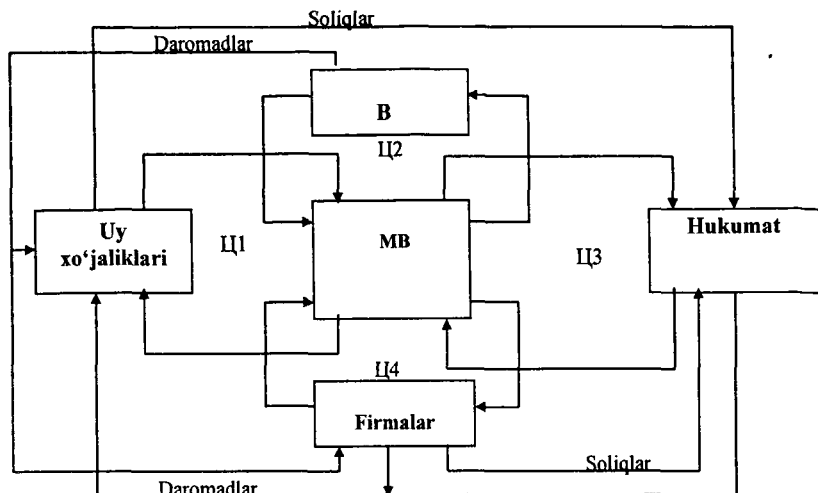 Soliqlar
Daromadlar
B
Ц2
Uy
xo‘jaliklari
Ц1
MB
Ц3
Hukumat
Ц4
Firmalar
Soliqlar
Daromadlar